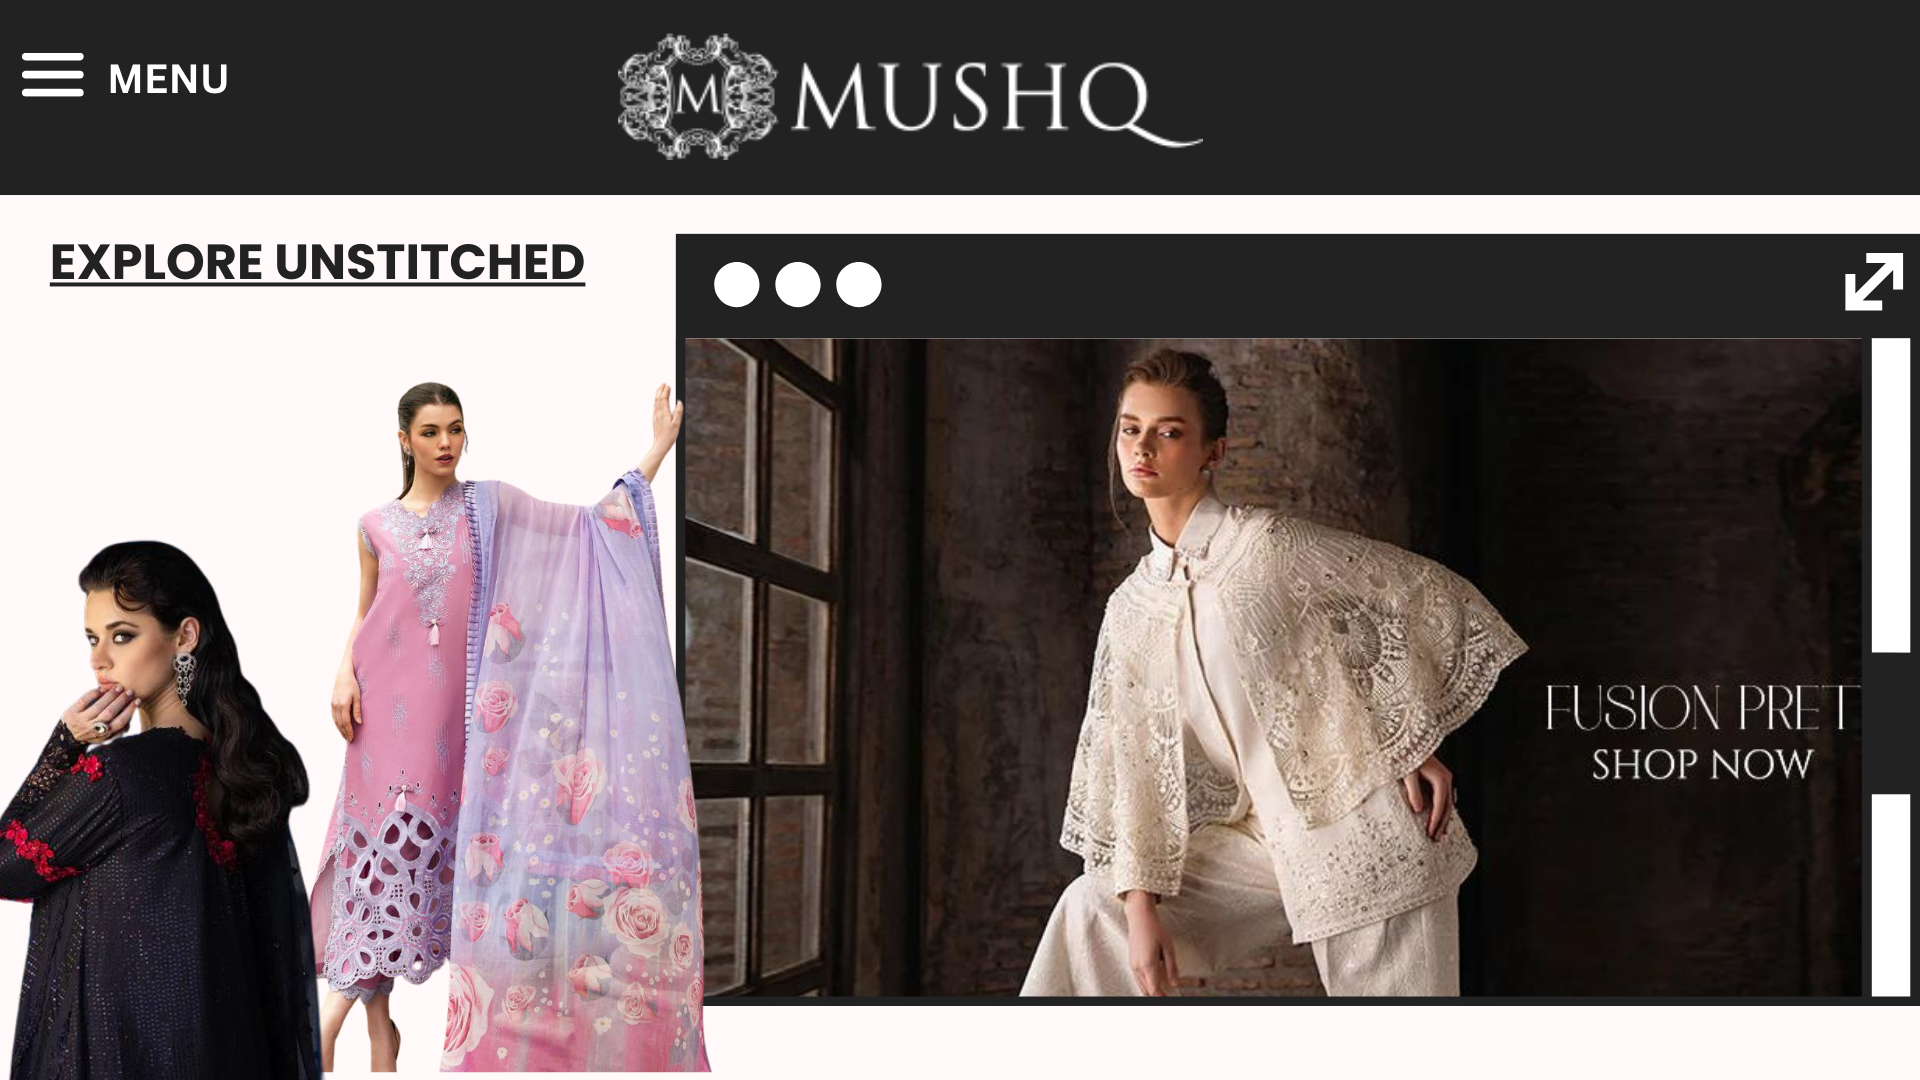 MENU
M MUSHQ
EXPLORE UNSTITCHED
FUSION PRET
SHOP NOW